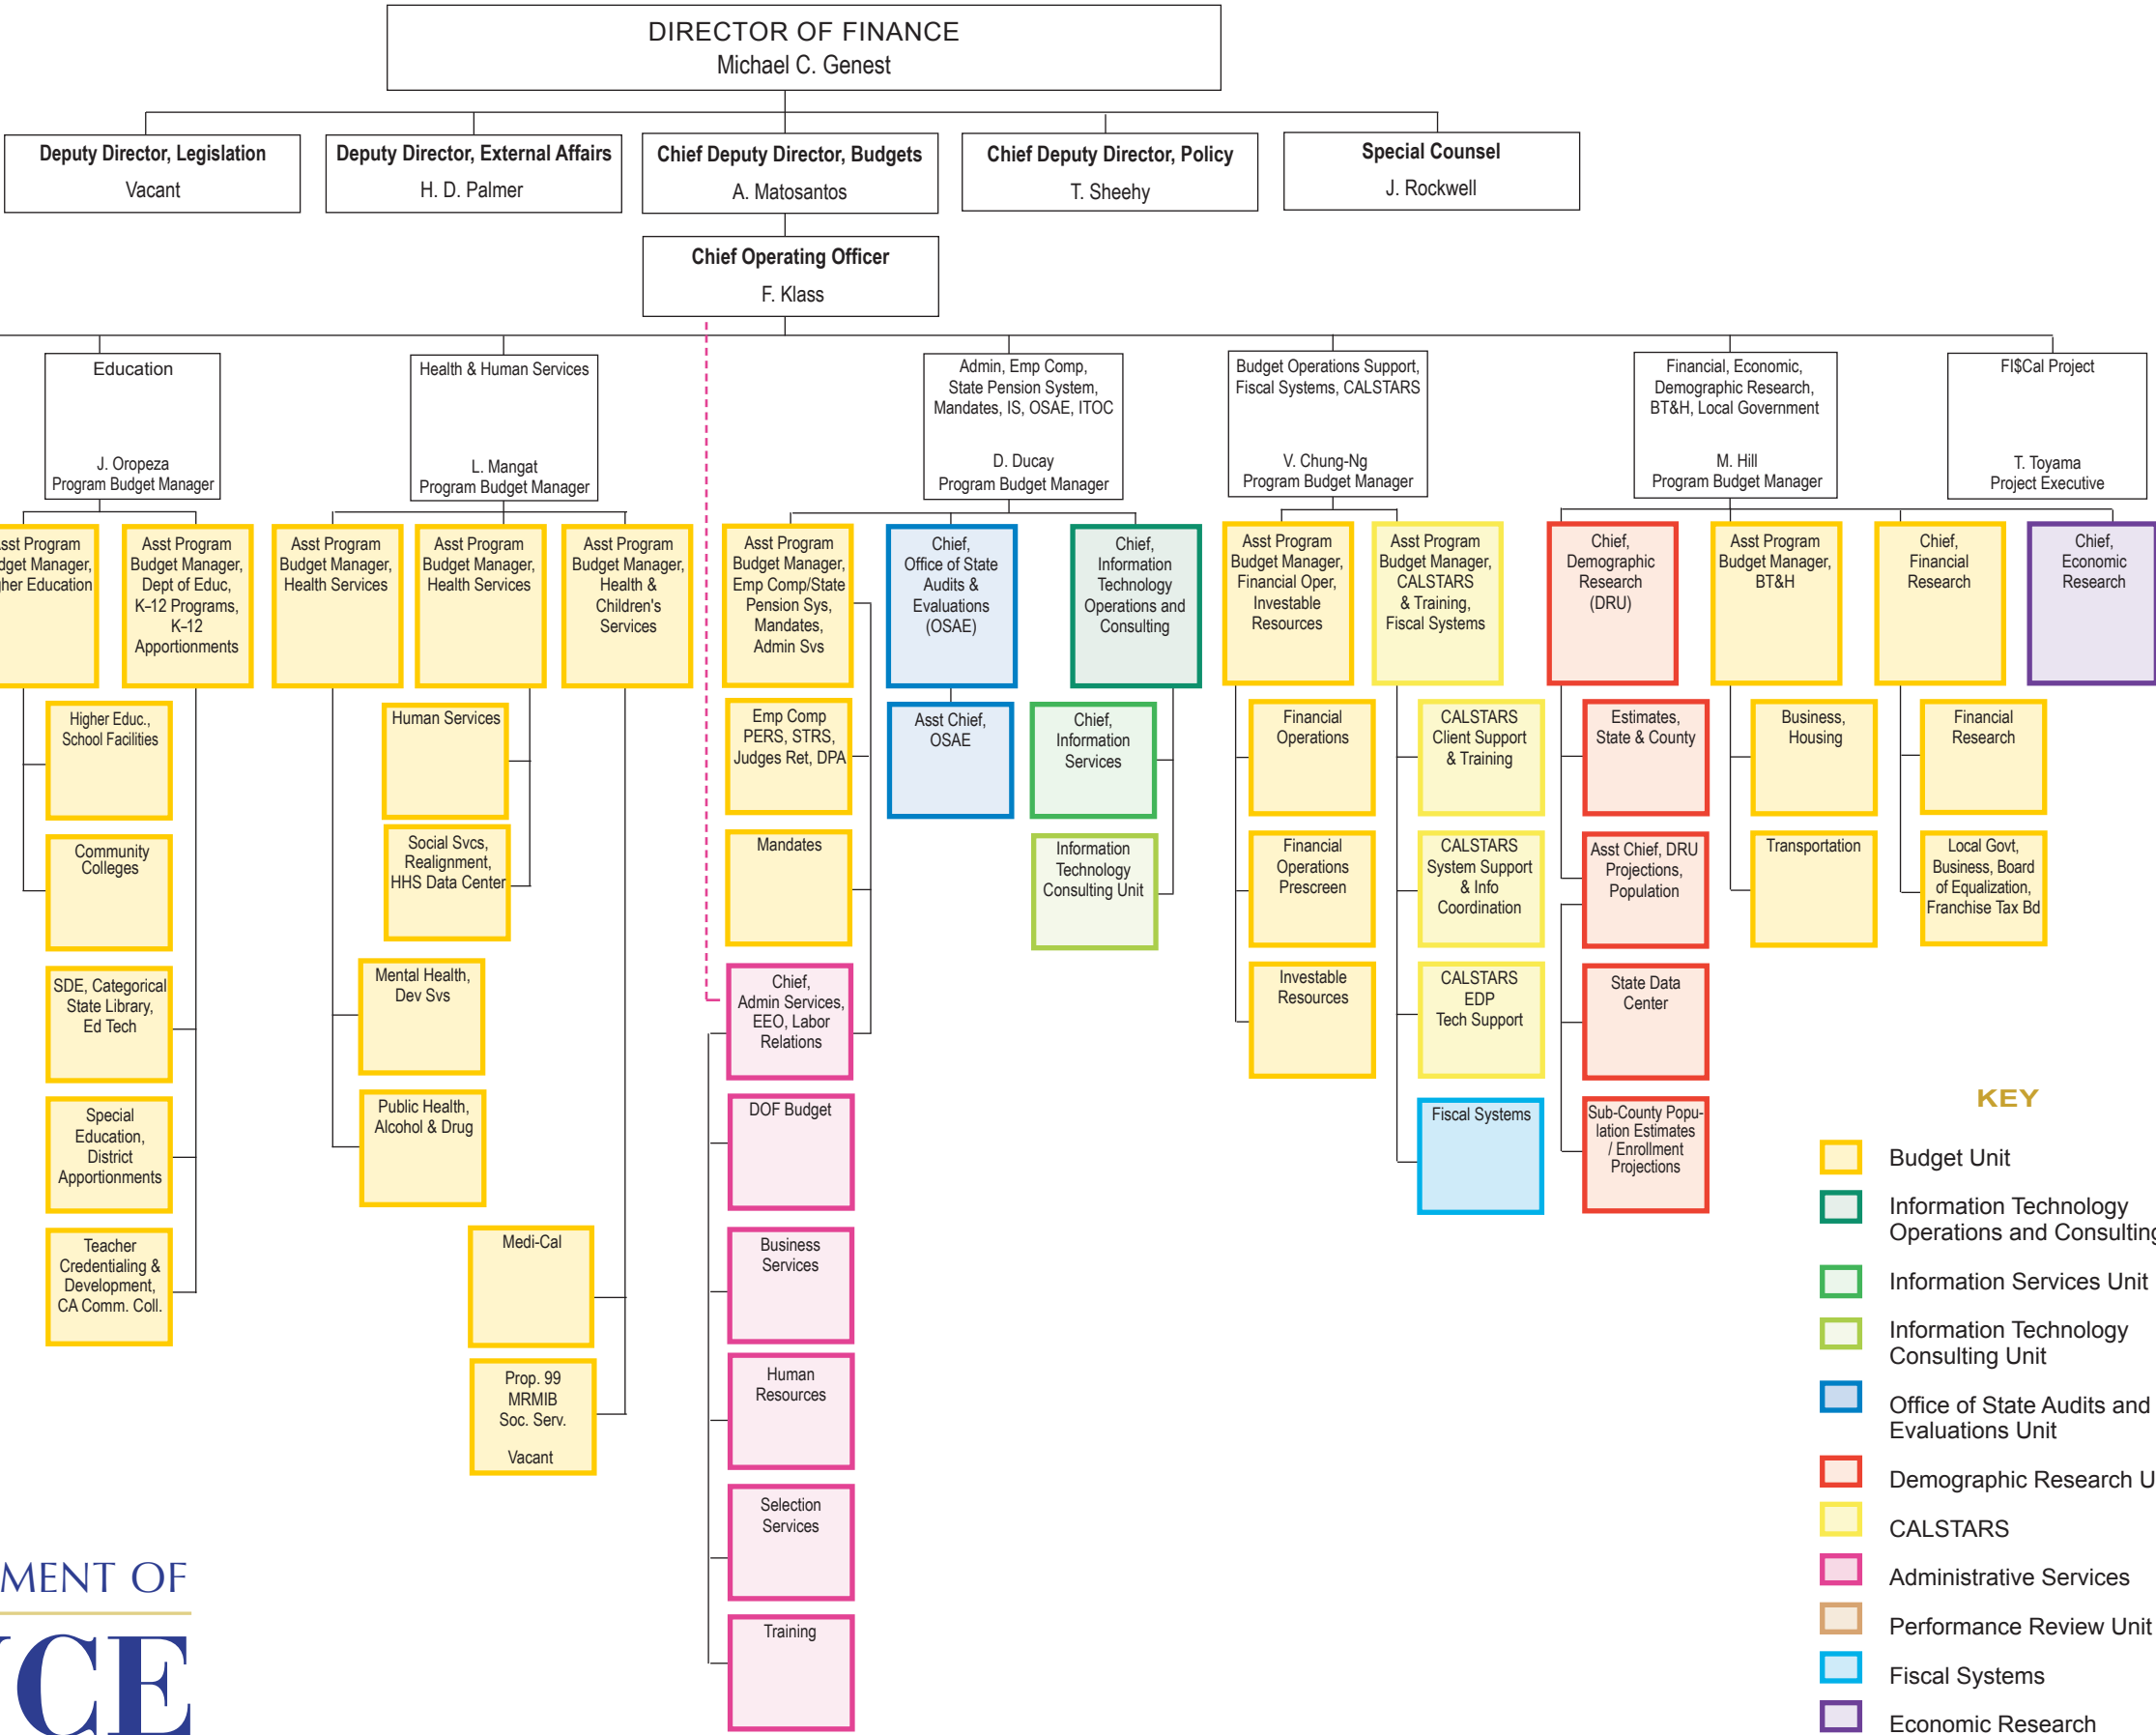 DIRECTOR OF FINANCE
Michael C. Genest
Deputy Director, Legislation
Vacant
Deputy Director, External Affairs
H. D. Palmer
Chief Deputy Director, Budgets
A. Matosantos
Chief Deputy Director, Policy
T. Sheehy
Special Counsel
J. Rockwell
Chief Operating Officer
F. Klass
Education
J. Oropeza
Program Budget Manager
Health & Human Services
L. Mangat
Program Budget Manager
Admin, Emp Comp,
State Pension System,
Mandates, IS, OSAE, ITOC
D. Ducay
Program Budget Manager
Budget Operations Support,
Fiscal Systems, CALSTARS
V. Chung-Ng
Program Budget Manager
Financial, Economic,
Demographic Research,
BT&H, Local Government
M. Hill
Program Budget Manager
FI$Cal Project
T. Toyama
Project Executive
sst Program
dget Manager,
her Education
Asst Program
Budget Manager,
Dept of Educ,
K–12 Programs,
K–12
Apportionments
Asst Program
Budget Manager,
Health Services
Asst Program
Budget Manager,
Health Services
Asst Program
Budget Manager,
Health &
Children's
Services
Asst Program
Budget Manager,
Emp Comp/State
Pension Sys,
Mandates,
Admin Svs
Chief,
Office of State
Audits &
Evaluations
(OSAE)
Chief,
Information
Technology
Operations and
Consulting
Asst Program
Budget Manager,
Financial Oper,
Investable
Resources
Asst Program
Budget Manager,
CALSTARS
& Training,
Fiscal Systems
Chief,
Demographic
Research
(DRU)
Asst Program
Budget Manager,
BT&H
Chief,
Financial
Research
Chief,
Economic
Research
Higher Educ.,
School Facilities
Human Services
Emp Comp
PERS, STRS,
Judges Ret, DPA
Asst Chief,
OSAE
Chief,
Information
Services
Financial
Operations
CALSTARS
Client Support
& Training
Estimates,
State & County
Business,
Housing
Financial
Research
Community
Colleges
Social Svcs,
Realignment,
HHS Data Center
Mandates
Information
Technology
Consulting Unit
Financial
Operations
Prescreen
CALSTARS
System Support
& Info
Coordination
Asst Chief, DRU
Projections,
Population
Transportation
Local Govt,
Business, Board
of Equalization,
Franchise Tax Bd
SDE, Categorical
State Library,
Ed Tech
Mental Health,
Dev Svs
Chief,
Admin Services,
EEO, Labor
Relations
Investable
Resources
CALSTARS
EDP
Tech Support
State Data
Center
Special
Education,
District
Apportionments
Public Health,
Alcohol & Drug
DOF Budget
Fiscal Systems
Sub-County Popu-
lation Estimates
/ Enrollment
Projections
Teacher
Credentialing &
Development,
CA Comm. Coll.
Medi-Cal
Business
Services
Prop. 99
MRMIB
Soc. Serv.
Vacant
Human
Resources
Selection
Services
Training
KEY
Budget Unit
Information Technology
Operations and Consulting
Information Services Unit
Information Technology
Consulting Unit
Office of State Audits and
Evaluations Unit
Demographic Research U
CALSTARS
Administrative Services
Performance Review Unit
Fiscal Systems
Economic Research
MENT OF
CE